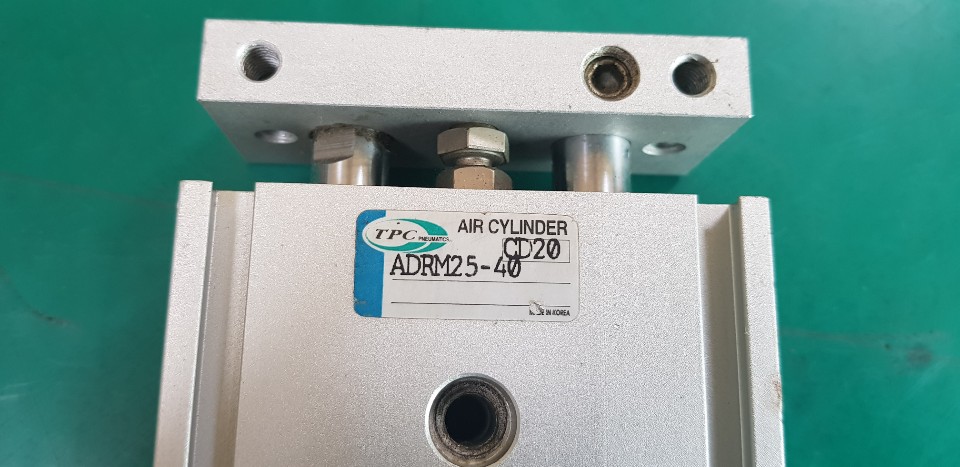 TPC PNEUMATICS
AIR CYLINDER
CD20
ADRM25-40
MADE IN KOREA